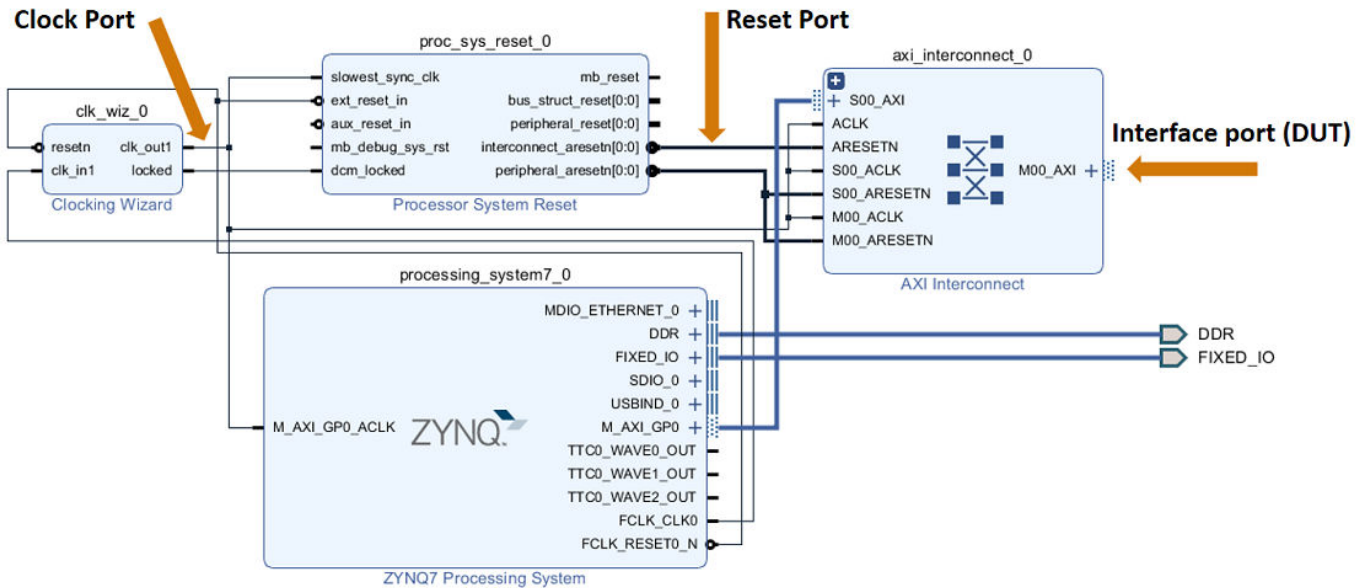 Clock Port
Reset Port
Interface port (DUT)
proc_sys_reset_0
slowest_sync_clk
ext_reset_in
aux_reset_in
mb_debug_sys_rst
dcm_locked
mb_reset
bus_struct_reset[0:0]
peripheral_reset[0:0]
interconnect_aresetn[0:0]
peripheral_aresetn[0:0]
Processor System Reset
clk_wiz_0
resetn
clk_in1
clk_out1
locked
Clocking Wizard
axi_interconnect_0
S00_AXI
ACLK
ARESETN
S00_ACLK
S00_ARESETN
M00_ACLK
M00_ARESETN
M00_AXI
AXI Interconnect
processing_system7_0
M_AXI_GP0_ACLK
ZYNQ
MDIO_ETHERNET_0
DDR
FIXED_IO
SDIO_0
USBIND_0
M_AXI_GP0
TTC0_WAVE0_OUT
TTC0_WAVE1_OUT
TTC0_WAVE2_OUT
FCLK_CLK0
FCLK_RESET0_N
ZYNQ7 Processing System
DDR
FIXED_IO